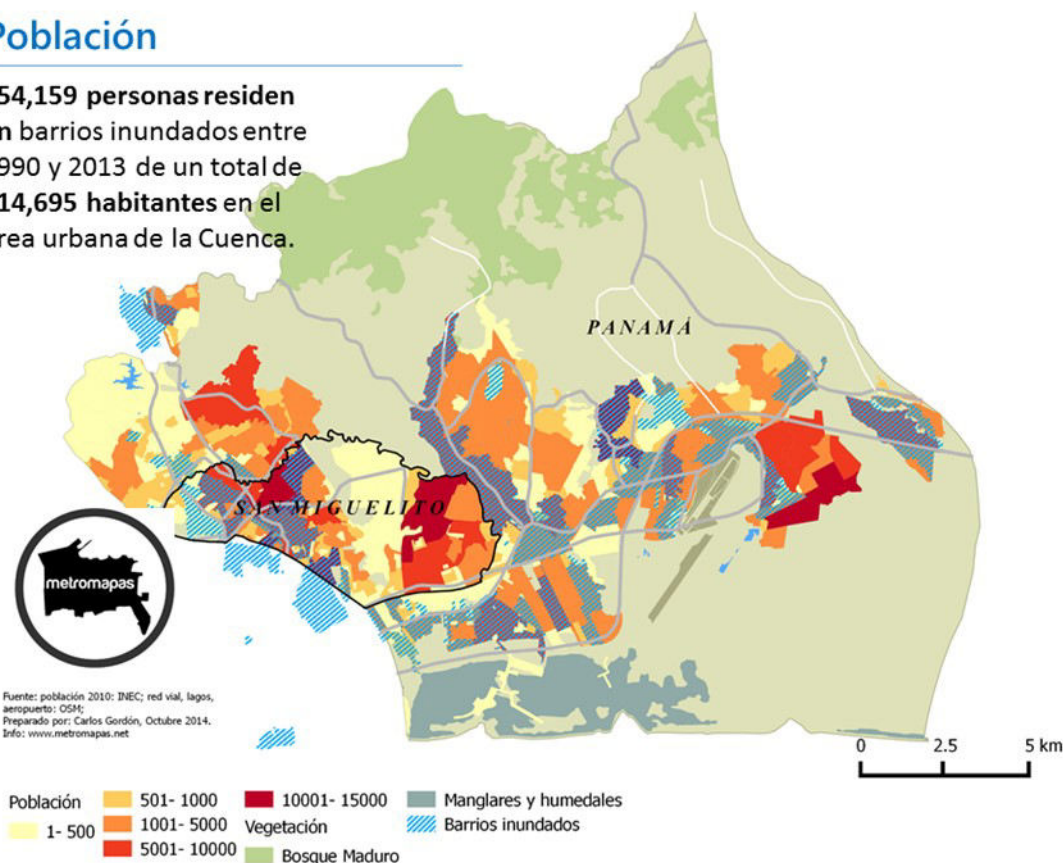 Población
54,159 personas residen
n barrios inundados entre
990 y 2013 de un total de
14,695 habitantes en el
rea urbana de la Cuenca.
PANAMÁ
SAN MIGUELITO
metromapas
Fuente: población 2010: INEC; red vial, lagos,
aeropuerto: OSM;
Preparado por: Carlos Gordón, Octubre 2014.
Info: www.metromapas.net
0 2.5 5 km
Población
1- 500
501- 1000
1001- 5000
5001- 10000
10001- 15000
Vegetación
Bosque Maduro
Manglares y humedales
Barrios inundados